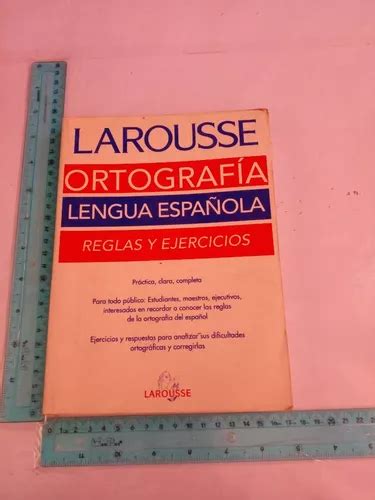 LAROUSSE
ORTOGRAFÍA
LENGUA ESPAÑOLA
REGLAS Y EJERCICIOS
Práctica, clara, completa
Para todo público: Estudiantes, maestros, ejecutivos,
interesados en recordar o conocer las reglas
de la ortografía del español
Ejercicios y respuestas para analizar sus dificultades
ortográficas y corregirlas
LAROUSSE